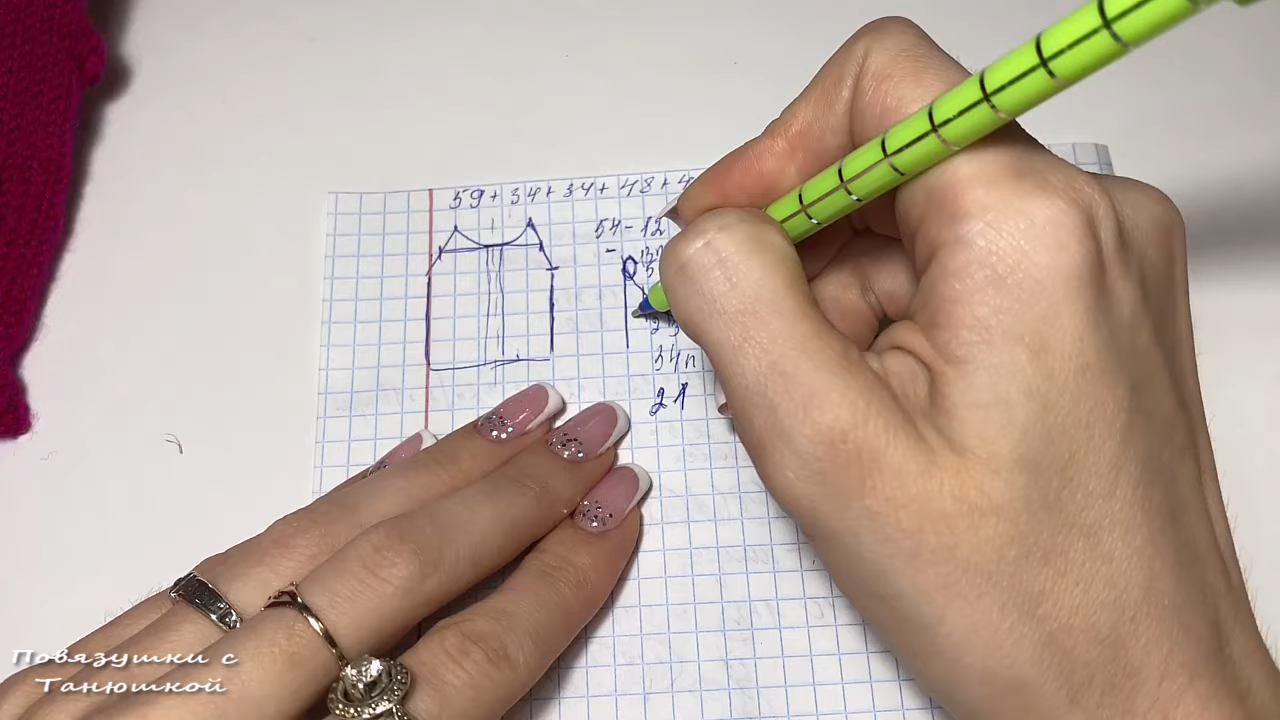 59+34+34+48+4
54-12
34п
21
Повязушки с
Танюшкой